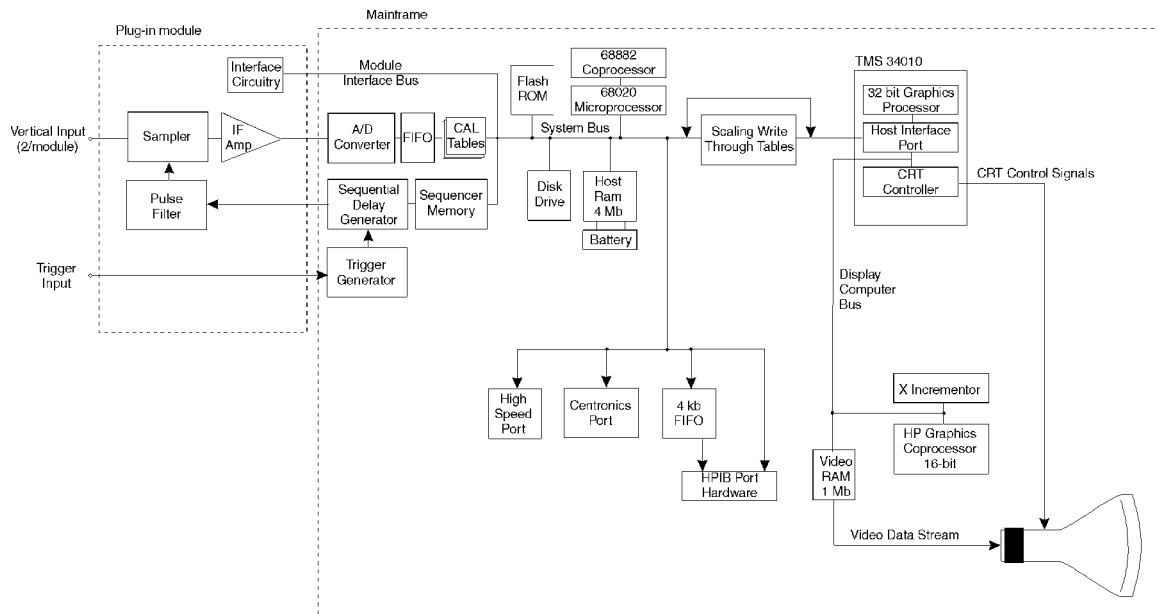 Mainframe
Plug-in module
Interface
Circuitry
Module
Interface Bus
Flash
ROM
68882
Coprocessor
68020
Microprocessor
TMS 34010
32 bit Graphics
Processor
Host Interface
Port
CRT
Controller
CRT Control Signals
Vertical Input
(2/module)
Sampler
IF
Amp
A/D
Converter
FIFO
CAL
Tables
System Bus
Scaling Write
Through Tables
Pulse
Filter
Sequential
Delay
Generator
Sequencer
Memory
Disk
Drive
Host
Ram
4 Mb
Battery
Trigger
Input
Trigger
Generator
Display
Computer
Bus
High
Speed
Port
Centronics
Port
4 kb
FIFO
HPIB Port
Hardware
X Incrementor
HP Graphics
Coprocessor
16-bit
Video
RAM
1 Mb
Video Data Stream